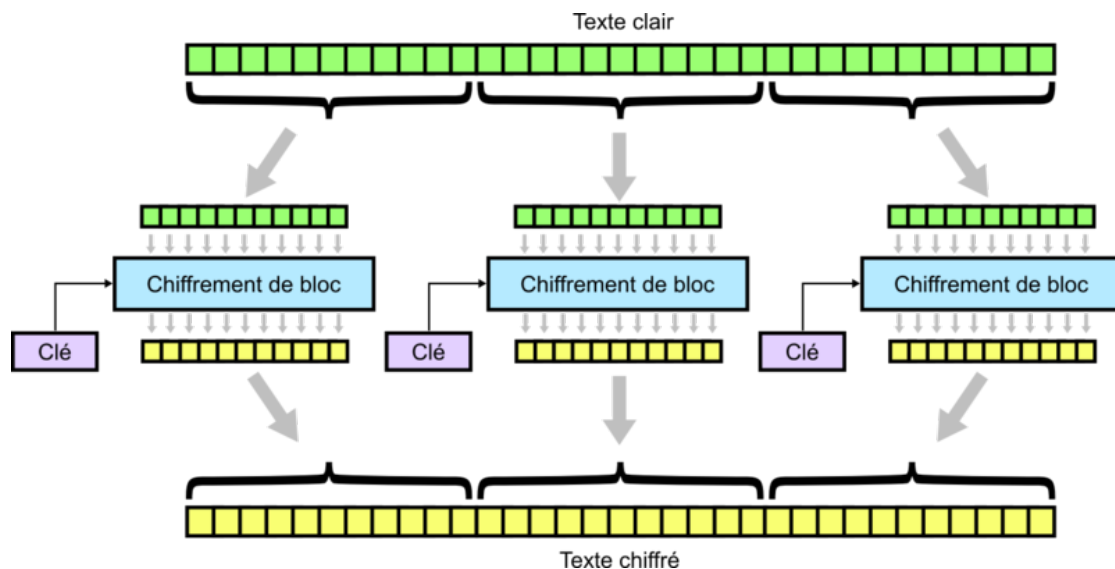 Texte clair
Chiffrement de bloc
Chiffrement de bloc
Chiffrement de bloc
Clé
Clé
Clé
Texte chiffré